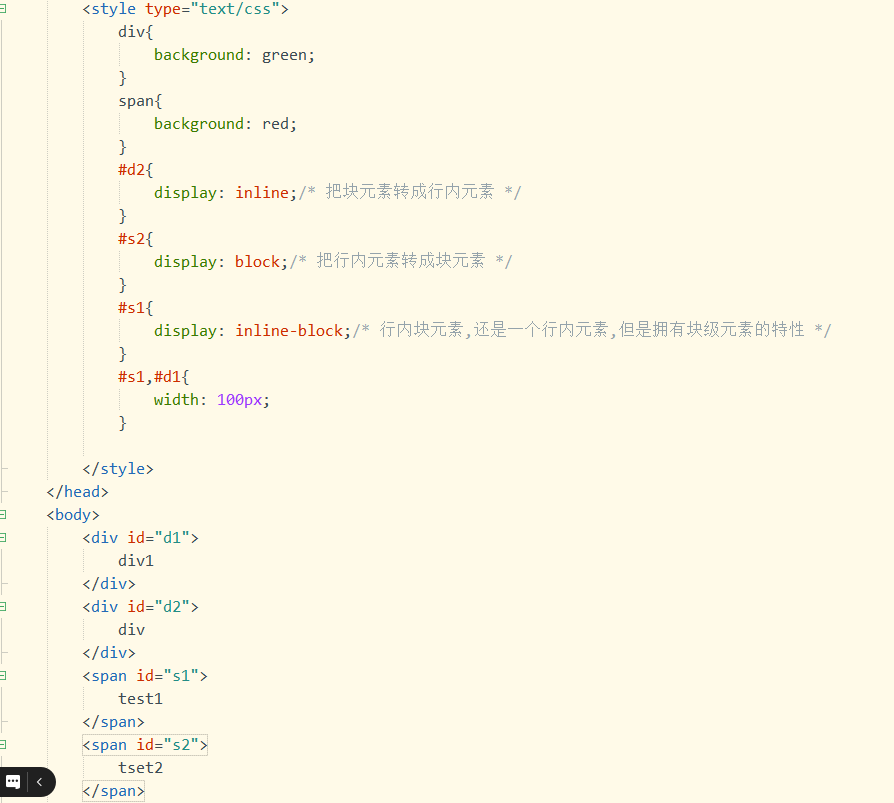 <style type="text/css">
div{
background: green;
}
span{
background: red;
}
#d2{
display: inline;/* 把块元素转成行内元素 */
}
#s2{
display: block;/* 把行内元素转成块元素 */
}
#s1{
display: inline-block;/* 行内块元素,还是一个行内元素,但是拥有块级元素的特性 */
}
#s1,#d1{
width: 100px;
}
</style>
</head>
<body>
<div id="d1">
div1
</div>
<div id="d2">
div
</div>
<span id="s1">
test1
</span>
<span id="s2">
tset2
</span>